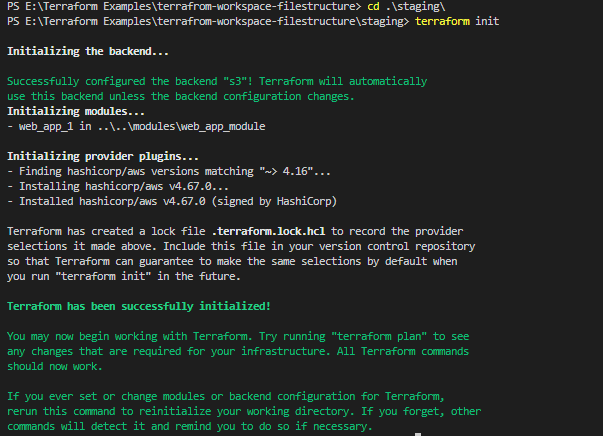 PS E:\Terraform Examples\terrafrom-workspace-filestructure> cd .\staging\
PS E:\Terraform Examples\terrafrom-workspace-filestructure\staging> terraform init
Initializing the backend...
Successfully configured the backend "s3"! Terraform will automatically
use this backend unless the backend configuration changes.
Initializing modules...
- web_app_1 in ..\..\modules\web_app_module
Initializing provider plugins...
- Finding hashicorp/aws versions matching "~> 4.16"...
- Installing hashicorp/aws v4.67.0...
- Installed hashicorp/aws v4.67.0 (signed by HashiCorp)
Terraform has created a lock file .terraform.lock.hcl to record the provider
selections it made above. Include this file in your version control repository
so that Terraform can guarantee to make the same selections by default when
you run "terraform init" in the future.
Terraform has been successfully initialized!
You may now begin working with Terraform. Try running "terraform plan" to see
any changes that are required for your infrastructure. All Terraform commands
should now work.
If you ever set or change modules or backend configuration for Terraform,
rerun this command to reinitialize your working directory. If you forget, other
commands will detect it and remind you to do so if necessary.